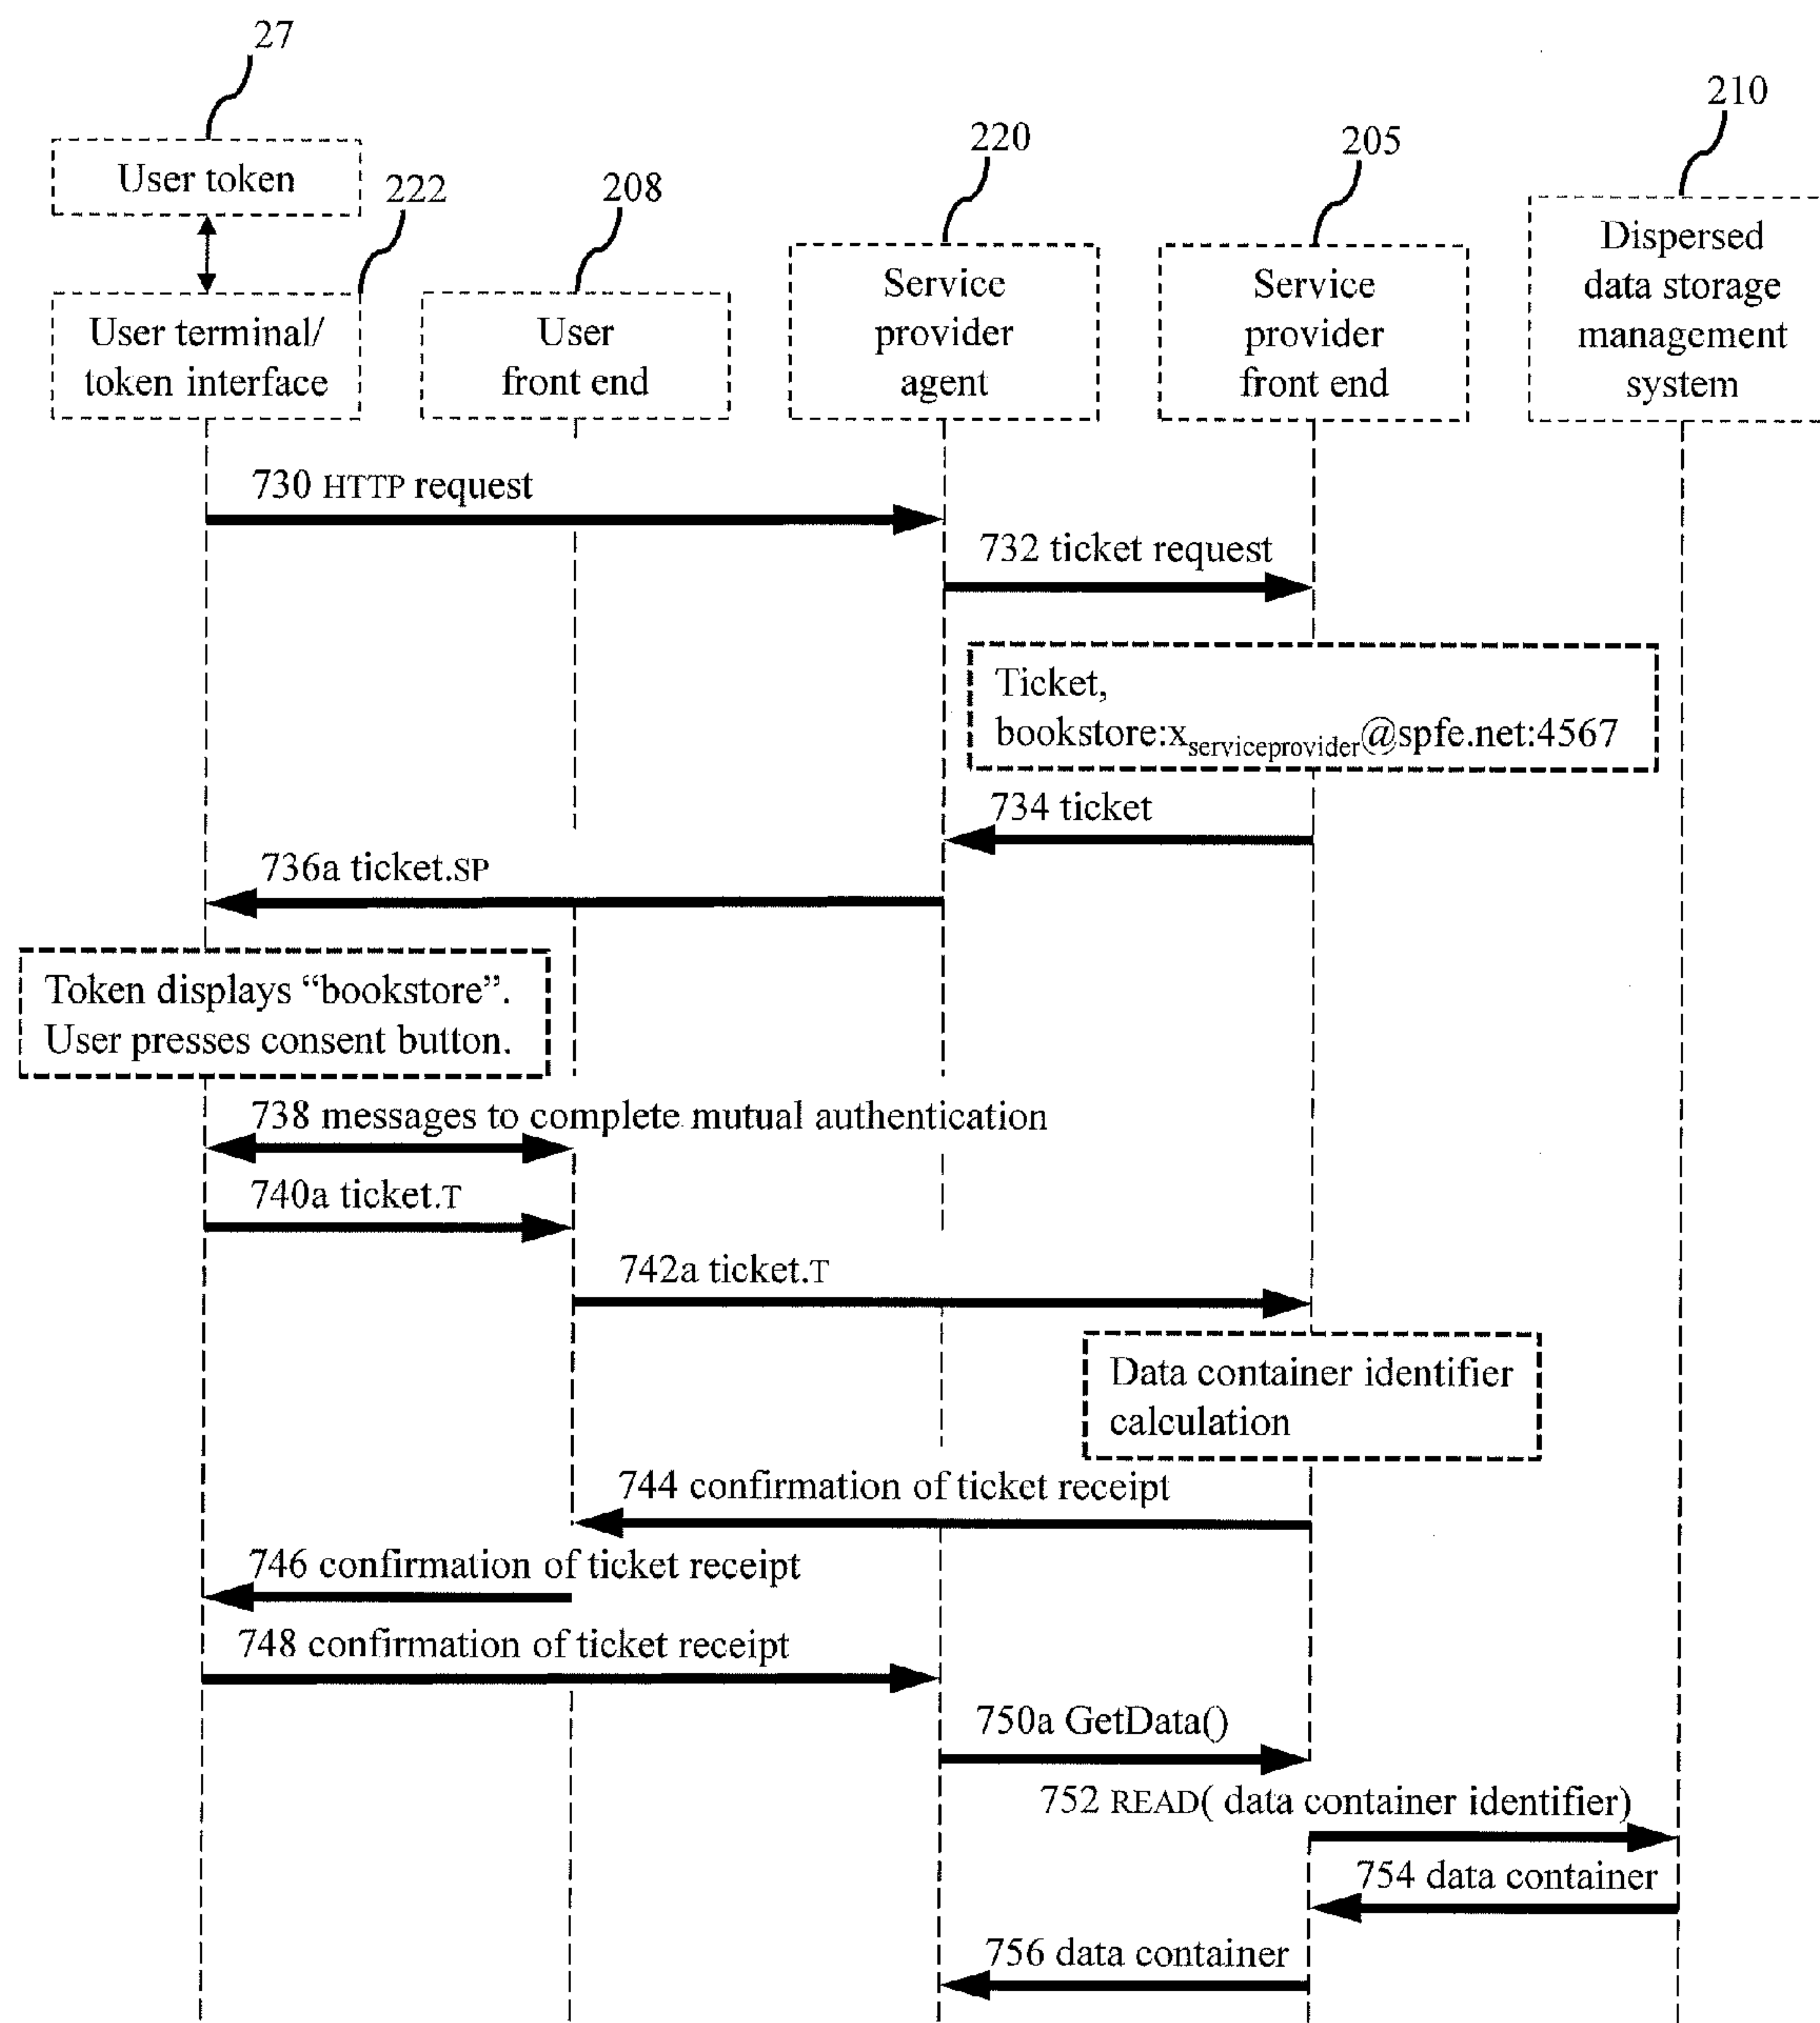 27
210
220
205
User token
222
208
Dispersed
data storage
management
system
User terminal/
token interface
User
front end
Service
provider
agent
Service
provider
front end
730 HTTP request
732 ticket request
Ticket,
bookstore:xserviceprovider@spfe.net:4567
734 ticket
736a ticket.SP
Token displays “bookstore”.
User presses consent button.
738 messages to complete mutual authentication
740a ticket.T
742a ticket.T
Data container identifier
calculation
744 confirmation of ticket receipt
746 confirmation of ticket receipt
748 confirmation of ticket receipt
750a GetData()
752 READ( data container identifier)
754 data container
756 data container